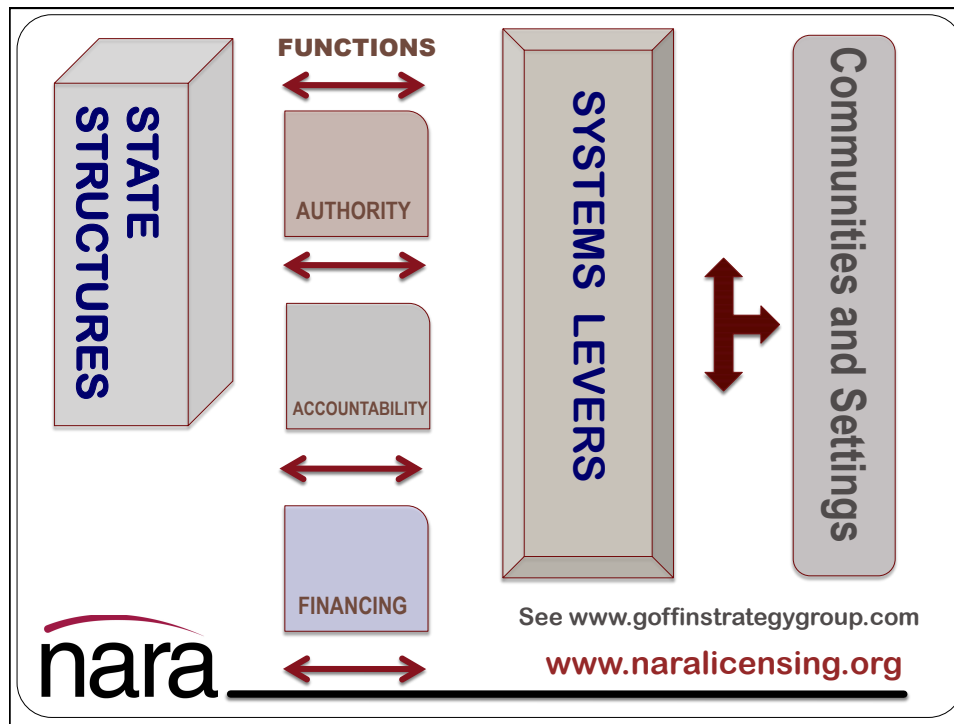 STATE
STRUCTURES
FUNCTIONS
AUTHORITY
ACCOUNTABILITY
FINANCING
SYSTEMS LEVERS
Communities and Settings
See www.goffinstrategygroup.com
www.naralicensing.org
nara